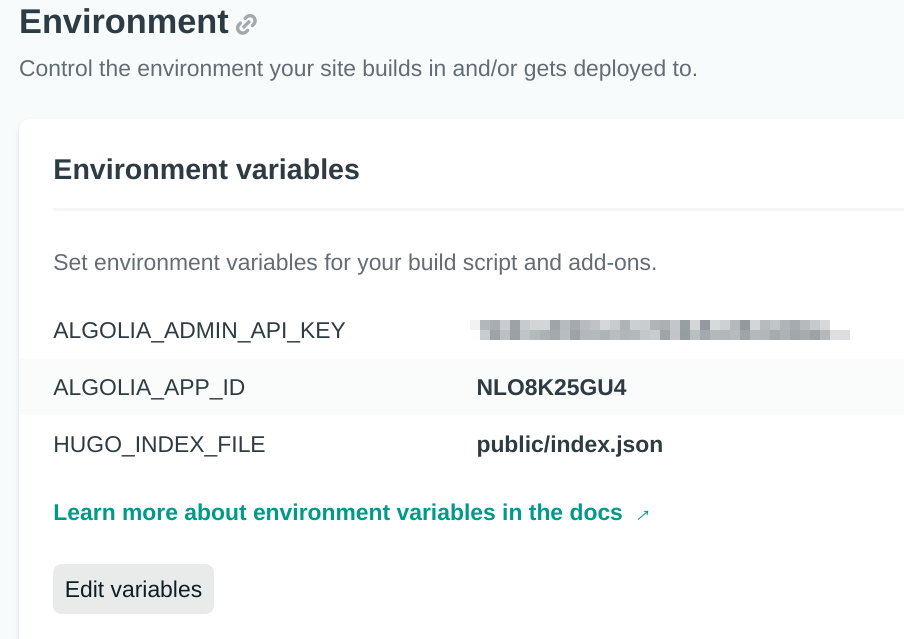 Environment
Control the environment your site builds in and/or gets deployed to.
Environment variables
Set environment variables for your build script and add-ons.
ALGOLIA_ADMIN_API_KEY
ALGOLIA_APP_ID NLO8K25GU4
HUGO_INDEX_FILE public/index.json
Learn more about environment variables in the docs ↗
Edit variables